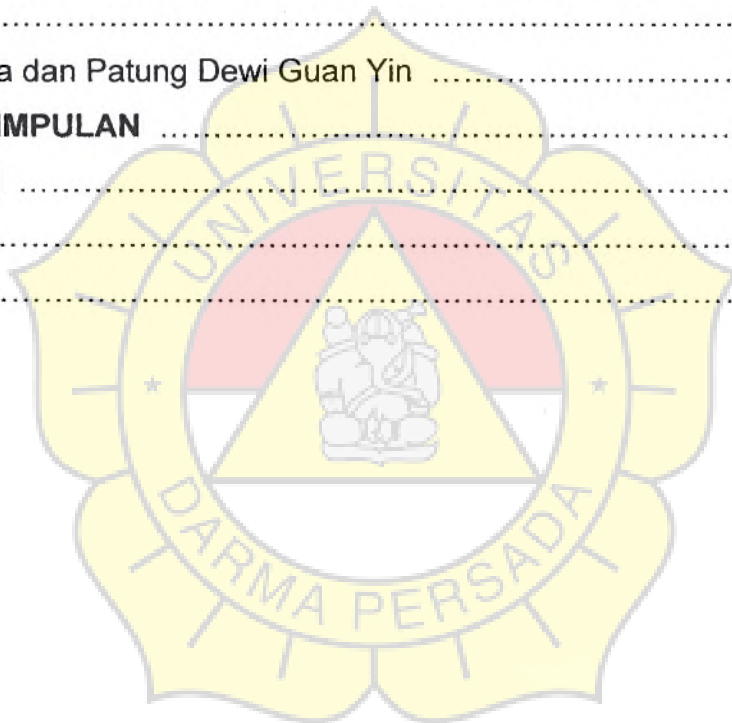 ..............................................................
a dan Patung Dewi Guan Yin ..............................
IMPULAN ..............................................................
..............................................................
UNIVERSITAS
..............................................................
..............................................................
DARMA PERSADA